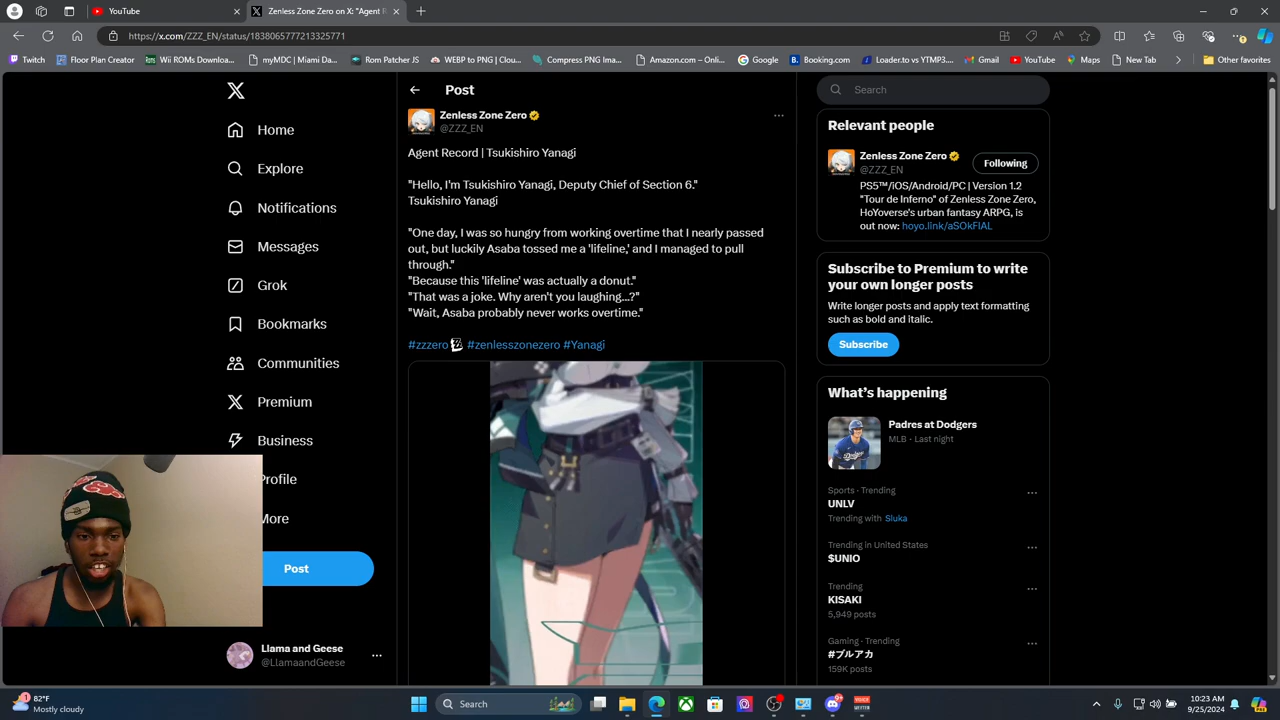 YouTube
Zenless Zone Zero on X: "Agent R
https://x.com/ZZZ_EN/status/1838065777213325771
Twitch
Floor Plan Creator
Wii ROMs Downloa...
myMDC | Miami Da...
Rom Patcher JS
WEBP to PNG | Clou...
Compress PNG Ima...
Amazon.com – Onli...
Google
Booking.com
Loader.to v/s YTMP3...
Gmail
YouTube
Maps
New Tab
Other favorites
Home
Explore
Notifications
Messages
Grok
Bookmarks
Communities
Premium
Business
Profile
More
Post
Llama and Geese
@LlamaandGeese
Post
Zenless Zone Zero
@ZZZ_EN
Agent Record | Tsukishiro Yanagi
"Hello, I'm Tsukishiro Yanagi, Deputy Chief of Section 6."
Tsukishiro Yanagi
"One day, I was so hungry from working overtime that I nearly passed
out, but luckily Asaba tossed me a 'lifeline,' and I managed to pull
through."
"Because this 'lifeline' was actually a donut."
"That was a joke. Why aren't you laughing...?"
"Wait, Asaba probably never works overtime."
#zzzero #zenlesszonezero #Yanagi
Search
Relevant people
Zenless Zone Zero
@ZZZ_EN
Following
PS5™/iOS/Android/PC | Version 1.2
"Tour de Inferno" of Zenless Zone Zero,
HoYoverse's urban fantasy ARPG, is
out now: hoyo.link/aSOkFIAL
Subscribe to Premium to write
your own longer posts
Write longer posts and apply text formatting
such as bold and italic.
Subscribe
What's happening
Padres at Dodgers
MLB · Last night
Sports · Trending
UNLV
Trending with Sluka
Trending in United States
$UNIO
Trending
KISAKI
5,949 posts
Gaming · Trending
#ブルアカ
159K posts
82°F
Mostly cloudy
Search
10:23 AM
9/25/2024